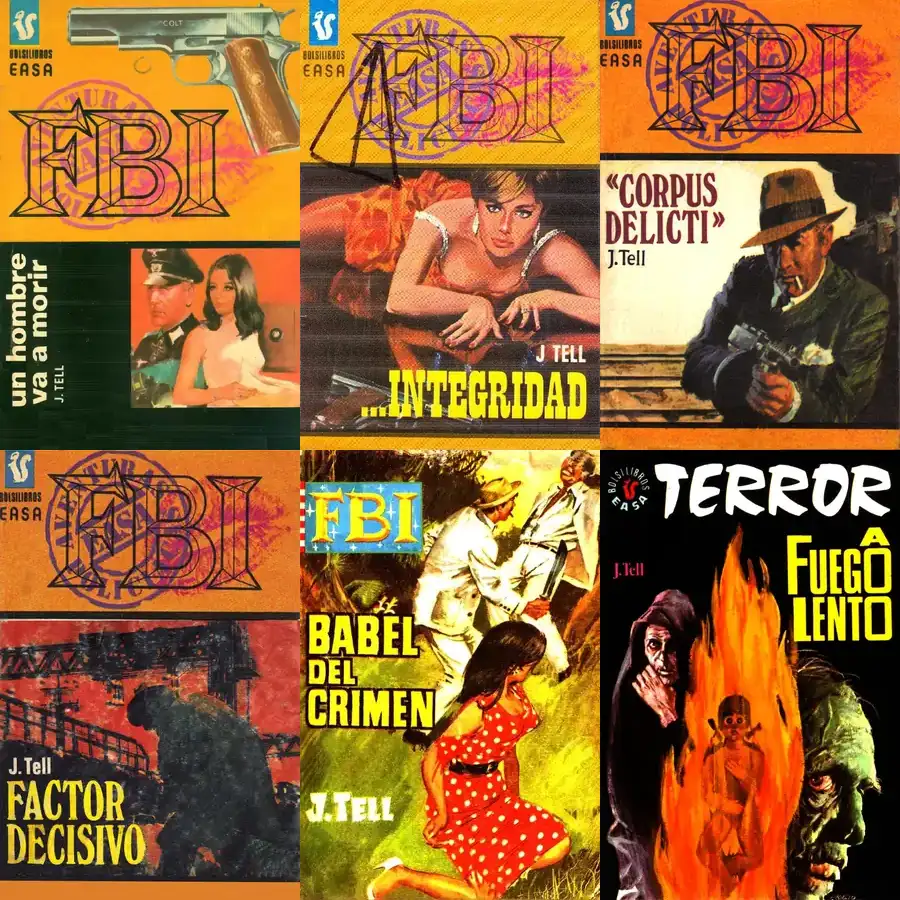 BOLSILIBROS
EASA
"COLT"
FBI
un hombre
va a morir
J. TELL
BOLSILIBROS
EASA
FBI
J TELL
...INTEGRIDAD
BOLSILIBROS
EASA
FBI
«CORPUS
DELICTI»
J.Tell
BOLSILIBROS
EASA
FBI
J. Tell
FACTOR
DECISIVO
FBI
BABEL
DEL
CRIMEN
J. TELL
BOLSILIBROS
EASA
TERROR
J. Tell
A
FUEGO
LENTO